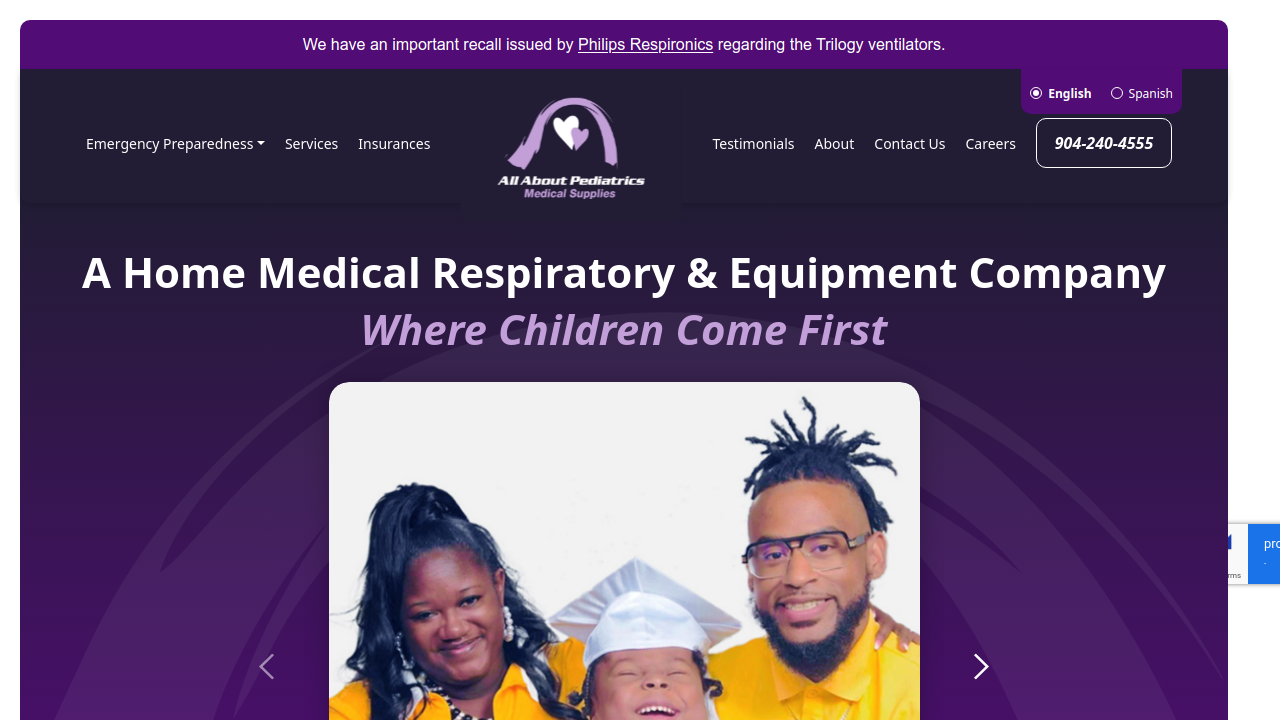 We have an important recall issued by Philips Respironics regarding the Trilogy ventilators.
English
Spanish
Emergency Preparedness
Services
Insurances
All About Pediatrics
Medical Supplies
Testimonials
About
Contact Us
Careers
904-240-4555
A Home Medical Respiratory & Equipment Company
Where Children Come First